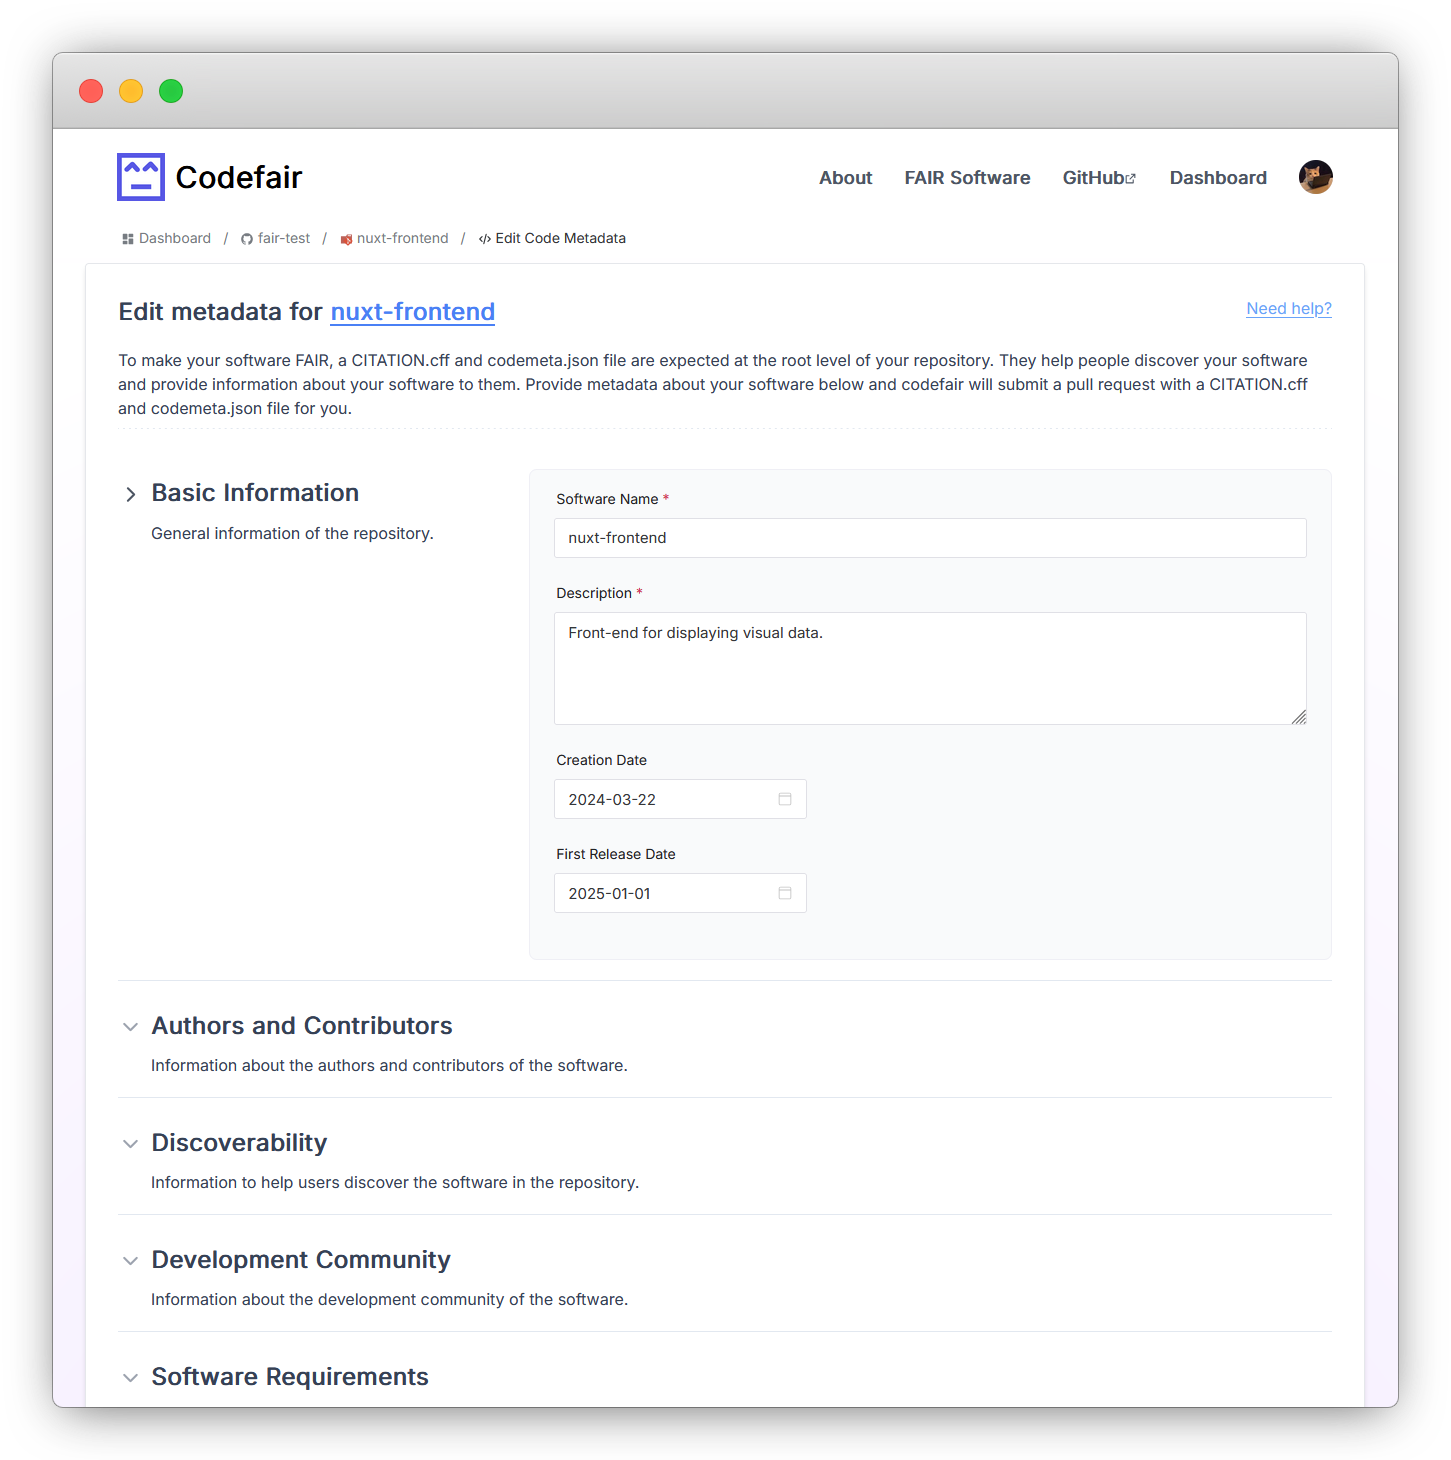 Codefair
About FAIR Software GitHub Dashboard
Dashboard / fair-test / nuxt-frontend / Edit Code Metadata
Edit metadata for nuxt-frontend
Need help?
To make your software FAIR, a CITATION.cff and codemeta.json file are expected at the root level of your repository. They help people discover your software
and provide information about your software to them. Provide metadata about your software below and codefair will submit a pull request with a CITATION.cff
and codemeta.json file for you.
Basic Information
General information of the repository.
Software Name *
nuxt-frontend
Description *
Front-end for displaying visual data.
Creation Date
2024-03-22
First Release Date
2025-01-01
Authors and Contributors
Information about the authors and contributors of the software.
Discoverability
Information to help users discover the software in the repository.
Development Community
Information about the development community of the software.
Software Requirements